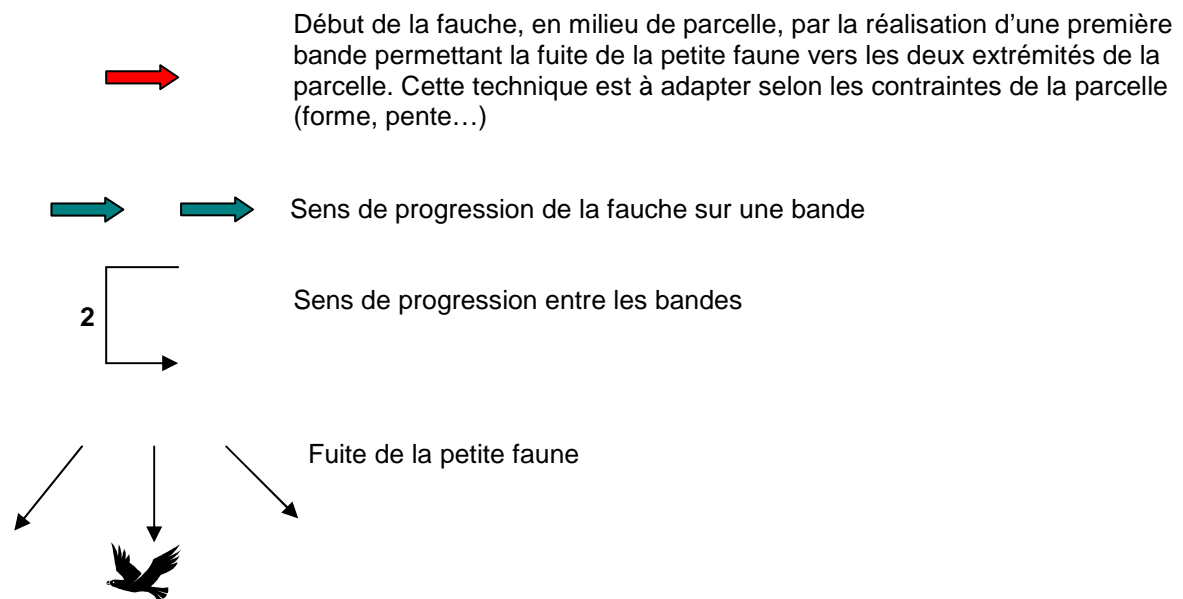 Début de la fauche, en milieu de parcelle, par la réalisation d'une première
bande permettant la fuite de la petite faune vers les deux extrémités de la
parcelle. Cette technique est à adapter selon les contraintes de la parcelle
(forme, pente…)
Sens de progression de la fauche sur une bande
2
Sens de progression entre les bandes
Fuite de la petite faune